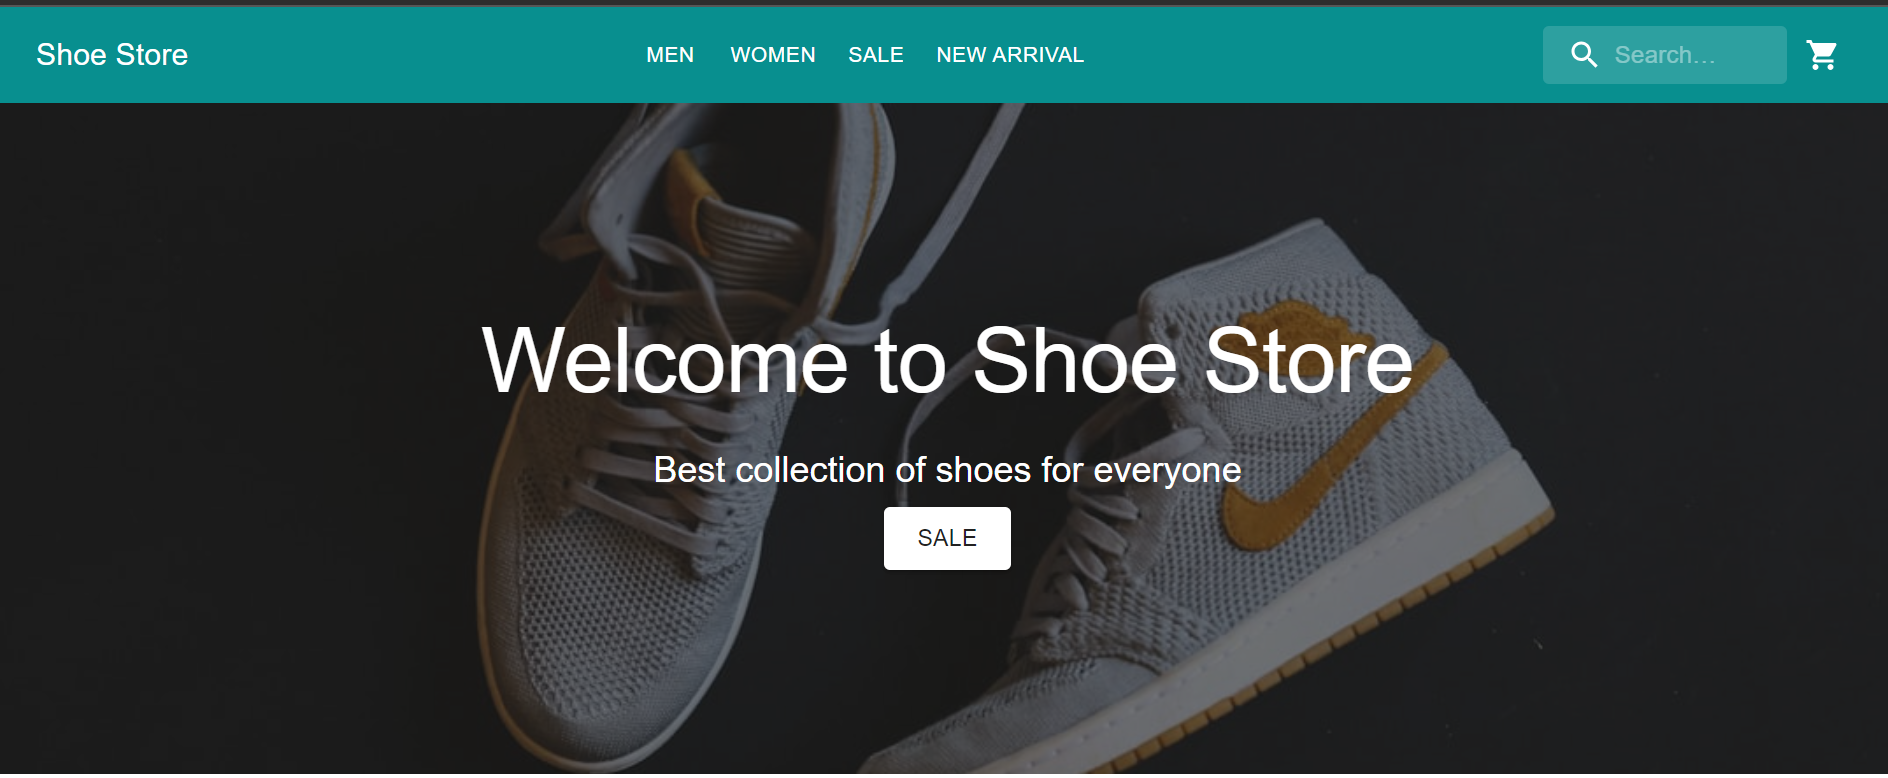 Shoe Store MEN WOMEN SALE NEW ARRIVAL Search...
Welcome to Shoe Store
Best collection of shoes for everyone
SALE